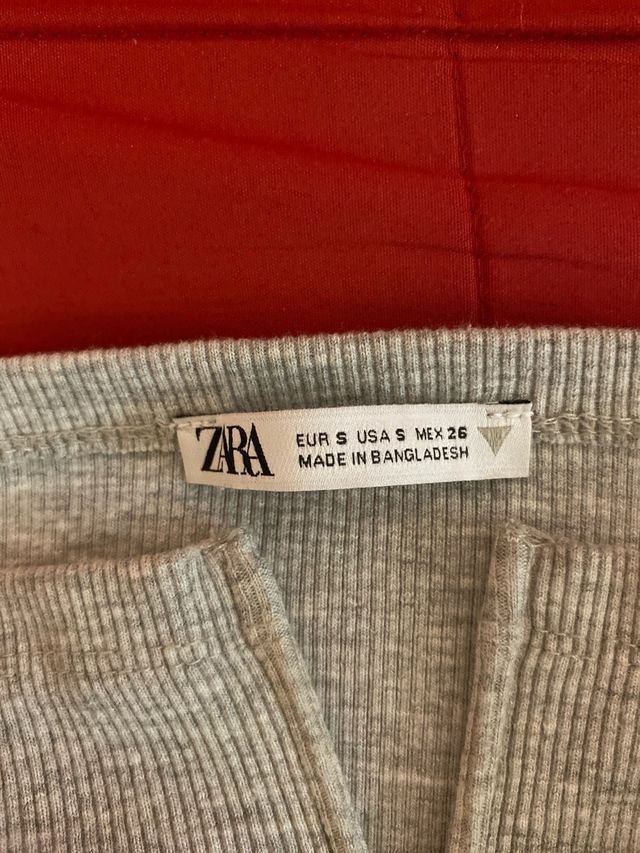 ZARA
EUR S USA S MEX 26
MADE IN BANGLADESH